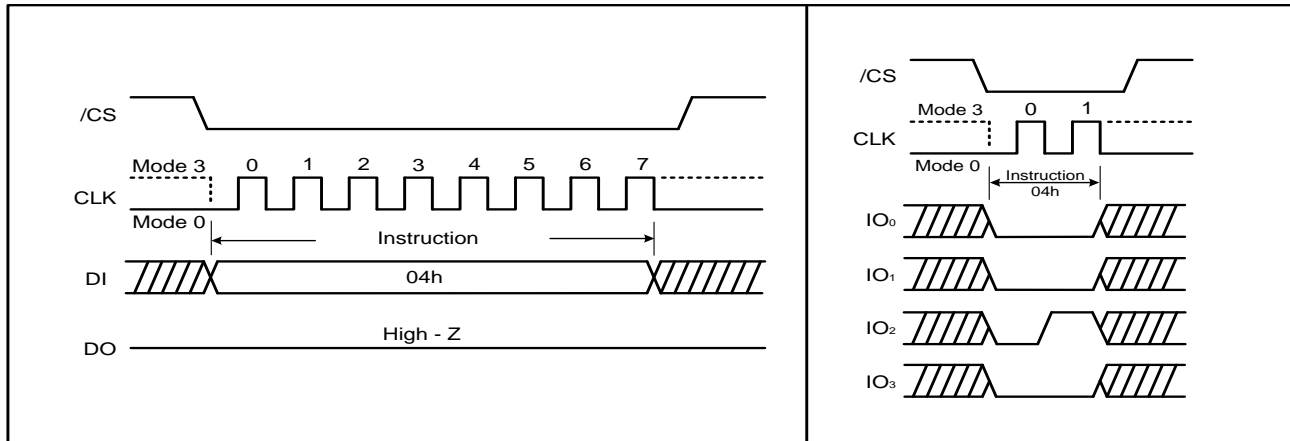 /CS
Mode 3 0 1 2 3 4 5 6 7
CLK
Mode 0
Instruction
DI 04h
High - Z
DO
/CS
Mode 3 0 1
CLK
Mode 0
Instruction
04h
IO₀
IO₁
IO₂
IO₃